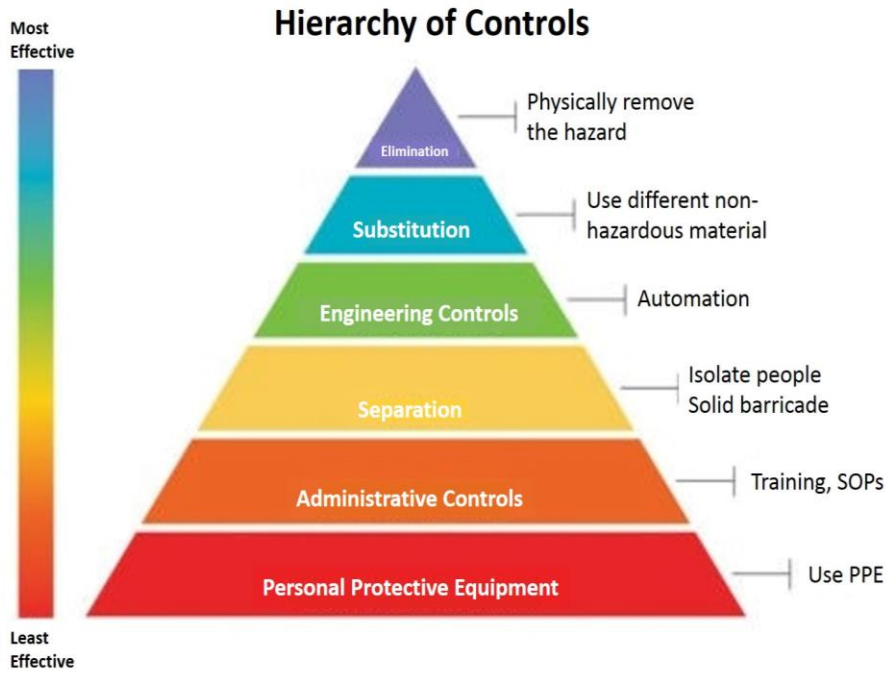 Hierarchy of Controls
Most
Effective
Physically remove
the hazard
Elimination
Use different non-
hazardous material
Substitution
Automation
Engineering Controls
Isolate people
Solid barricade
Separation
Training, SOPs
Administrative Controls
Use PPE
Personal Protective Equipment
Least
Effective